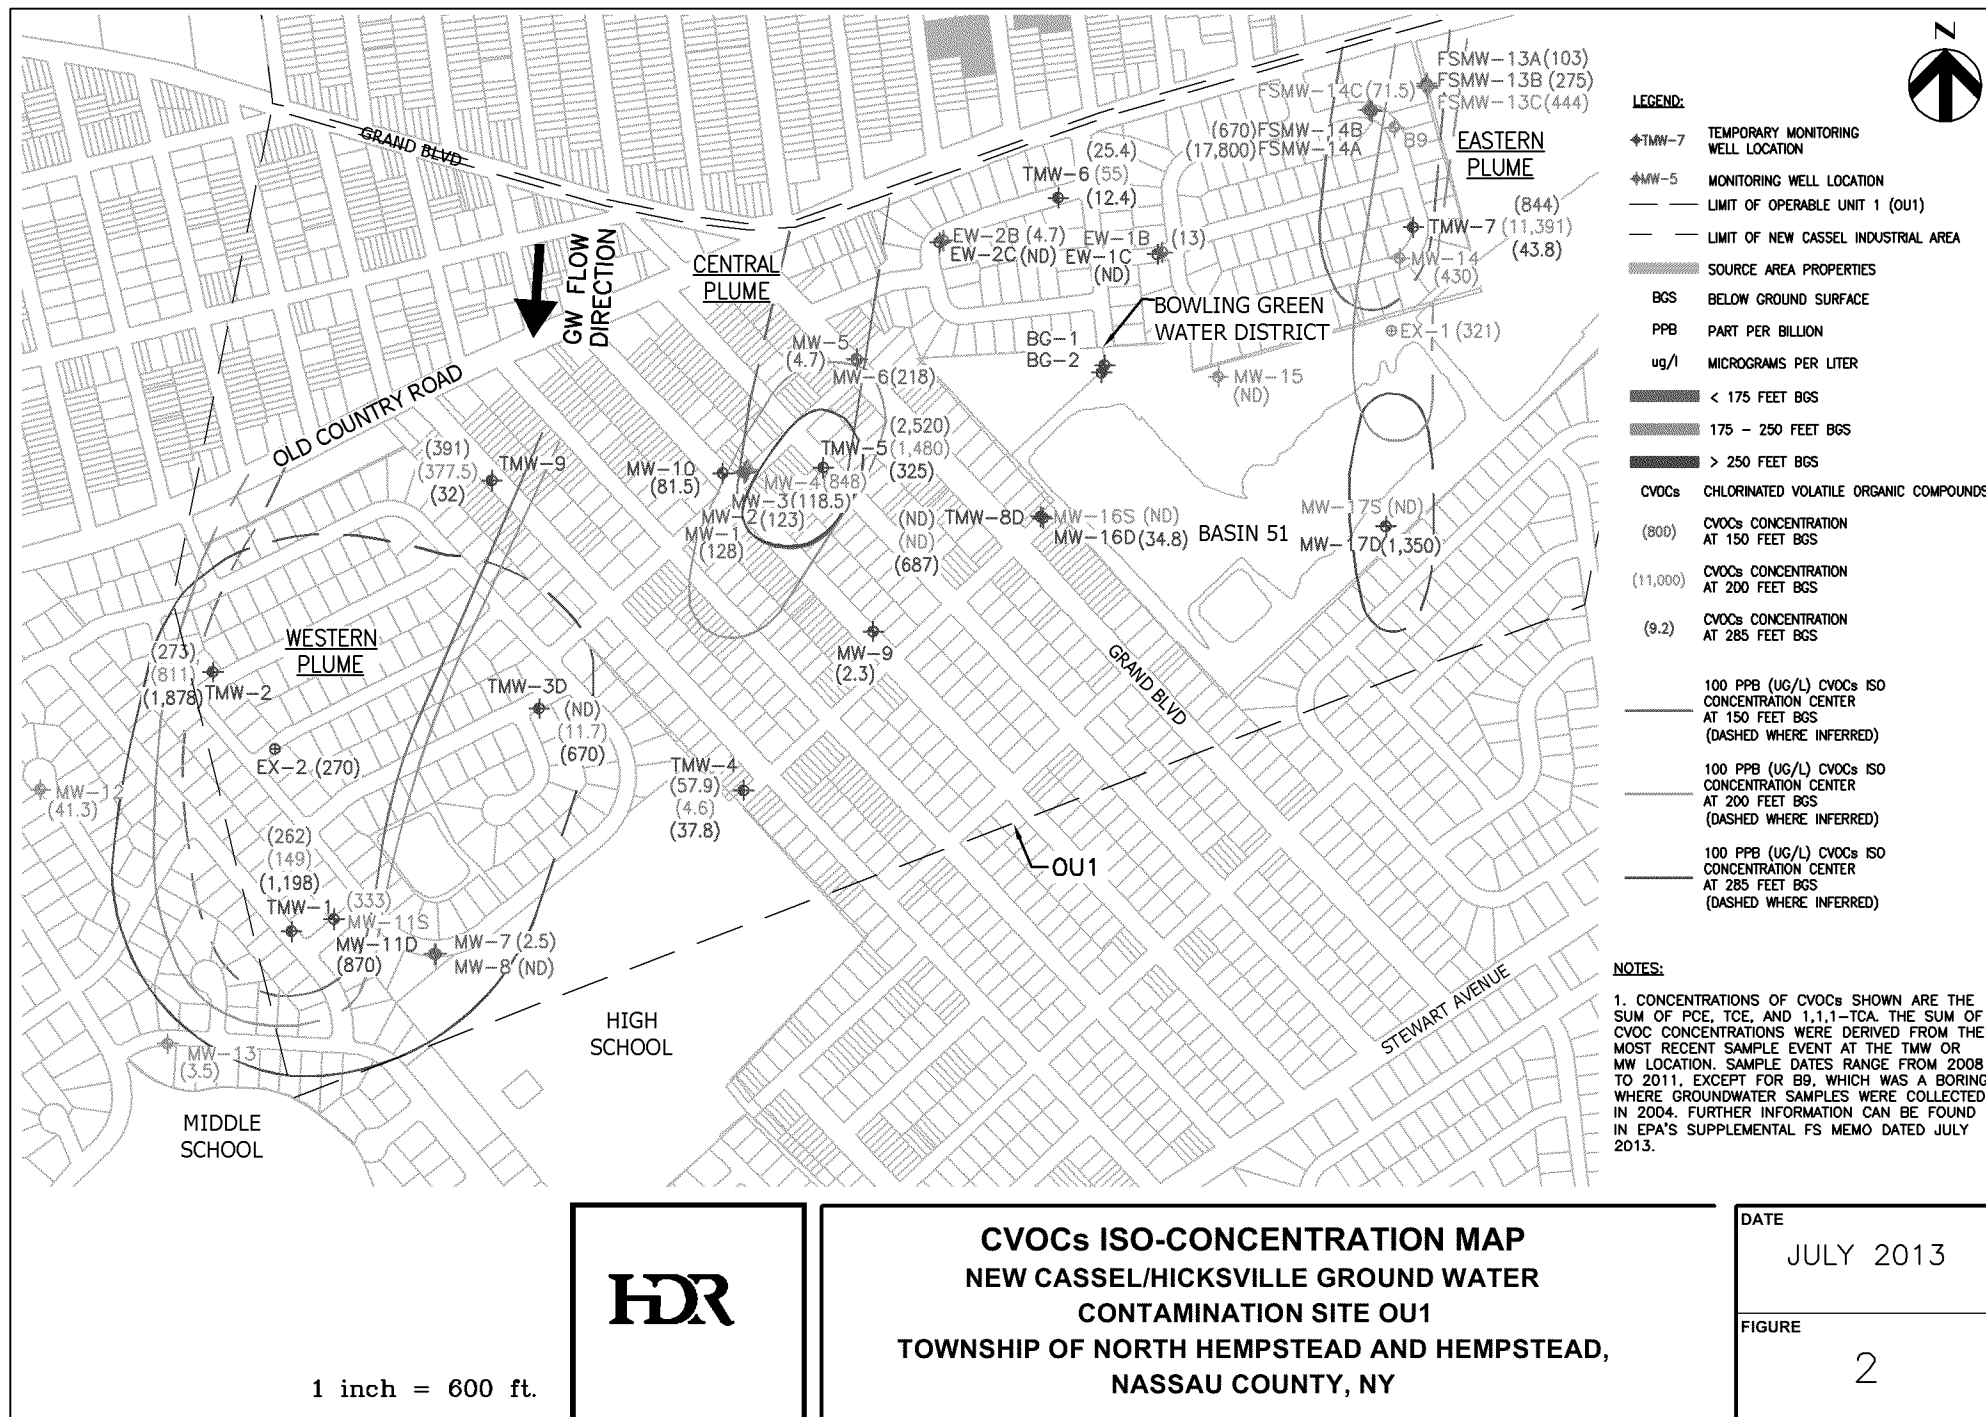 GRAND BLVD
OLD COUNTRY ROAD
GW FLOW
DIRECTION
CENTRAL
PLUME
FSMW-13A(103)
FSMW-13B (275)
FSMW-13C(444)
FSMW-14C(71.5)
(670)FSMW-14B
(17,800)FSMW-14A
B9
EASTERN
PLUME
(25.4)
TMW-6 (55)
(12.4)
EW-2B (4.7)
EW-2C (ND)
EW-1B (13)
EW-1C
(ND)
(844)
TMW-7 (11,391)
(43.8)
MW-14
(430)
BOWLING GREEN
WATER DISTRICT
EX-1 (321)
BG-1
BG-2
MW-15
(ND)
MW-5
(4.7)
MW-6(218)
(391)
(377.5)
(32)
TMW-9
MW-10
(81.5)
(2,520)
TMW-5(1,480)
(325)
MW-4(848)
MW-3(118.5)
MW-2(123)
MW-1
(128)
(ND)
(ND)
(687)
TMW-8D
MW-16S (ND)
MW-16D(34.8)
BASIN 51
MW-17S (ND)
MW-17D(1,350)
WESTERN
PLUME
(273)
(811)
(1,878)
TMW-2
MW-9
(2.3)
GRAND BLVD
TMW-3D
(ND)
(11.7)
(670)
EX-2 (270)
MW-12
(41.3)
TMW-4
(57.9)
(4.6)
(37.8)
OU1
(262)
(149)
(1,198)
TMW-1
(333)
MW-11S
MW-11D
(870)
MW-7 (2.5)
MW-8 (ND)
HIGH
SCHOOL
STEWART AVENUE
MW-13
(3.5)
MIDDLE
SCHOOL
N
LEGEND:
TMW-7 TEMPORARY MONITORING
WELL LOCATION
MW-5 MONITORING WELL LOCATION
LIMIT OF OPERABLE UNIT 1 (OU1)
LIMIT OF NEW CASSEL INDUSTRIAL AREA
SOURCE AREA PROPERTIES
BGS BELOW GROUND SURFACE
PPB PART PER BILLION
ug/l MICROGRAMS PER LITER
< 175 FEET BGS
175 - 250 FEET BGS
> 250 FEET BGS
CVOCs CHLORINATED VOLATILE ORGANIC COMPOUNDS
(800) CVOCs CONCENTRATION
AT 150 FEET BGS
(11,000) CVOCs CONCENTRATION
AT 200 FEET BGS
(9.2) CVOCs CONCENTRATION
AT 285 FEET BGS
100 PPB (UG/L) CVOCs ISO
CONCENTRATION CENTER
AT 150 FEET BGS
(DASHED WHERE INFERRED)
100 PPB (UG/L) CVOCs ISO
CONCENTRATION CENTER
AT 200 FEET BGS
(DASHED WHERE INFERRED)
100 PPB (UG/L) CVOCs ISO
CONCENTRATION CENTER
AT 285 FEET BGS
(DASHED WHERE INFERRED)
NOTES:
1. CONCENTRATIONS OF CVOCs SHOWN ARE THE
SUM OF PCE, TCE, AND 1,1,1-TCA. THE SUM OF
CVOC CONCENTRATIONS WERE DERIVED FROM THE
MOST RECENT SAMPLE EVENT AT THE TMW OR
MW LOCATION. SAMPLE DATES RANGE FROM 2008
TO 2011, EXCEPT FOR B9, WHICH WAS A BORING
WHERE GROUNDWATER SAMPLES WERE COLLECTED
IN 2004. FURTHER INFORMATION CAN BE FOUND
IN EPA'S SUPPLEMENTAL FS MEMO DATED JULY
2013.
1 inch = 600 ft.
HDR
CVOCs ISO-CONCENTRATION MAP
NEW CASSEL/HICKSVILLE GROUND WATER
CONTAMINATION SITE OU1
TOWNSHIP OF NORTH HEMPSTEAD AND HEMPSTEAD,
NASSAU COUNTY, NY
DATE
JULY 2013
FIGURE
2